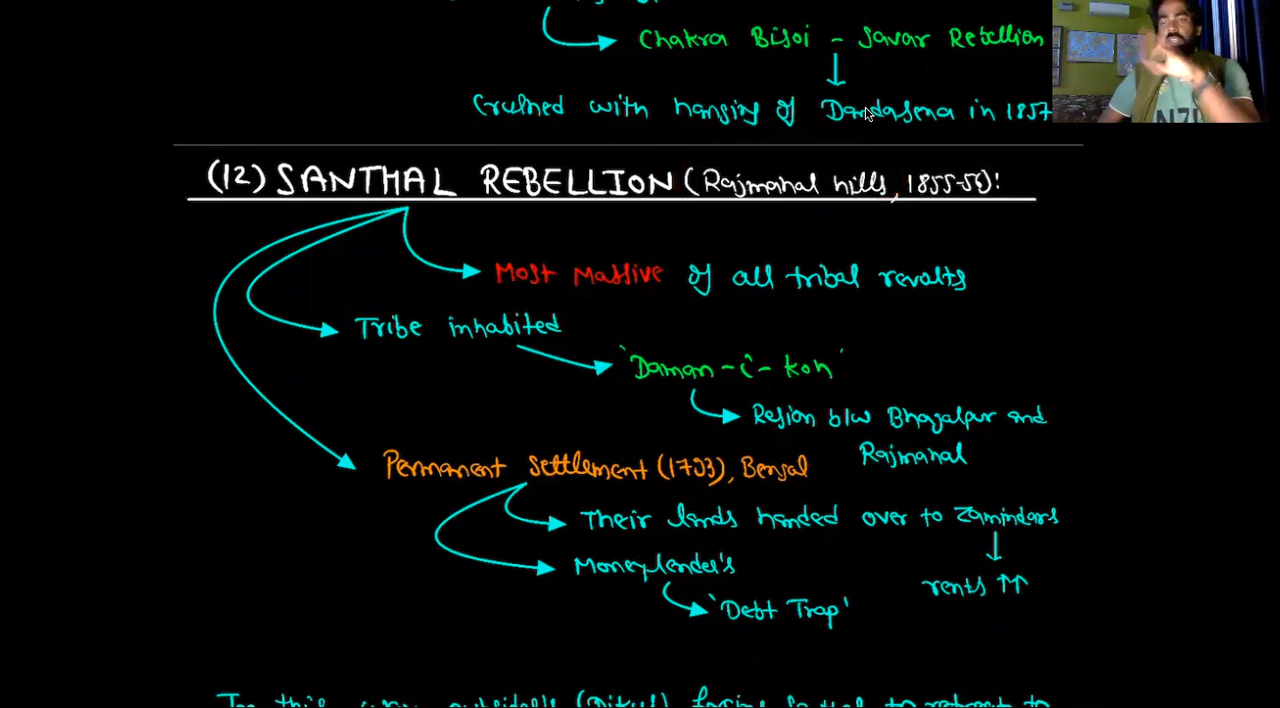 Chakra Bisoi - Savar Rebellion
Crushed with hanging of Dandasena in 1857
(12) SANTHAL REBELLION (Rajmahal hills, 1855-56):
Most Massive of all tribal revolts
Tribe inhabited
'Daman-i-koh'
Region b/w Bhagalpur and
Rajmahal
Permanent Settlement (1793), Bengal
Their lands handed over to Zamindars
Moneylender's
rents ↑↑
'Debt Trap'